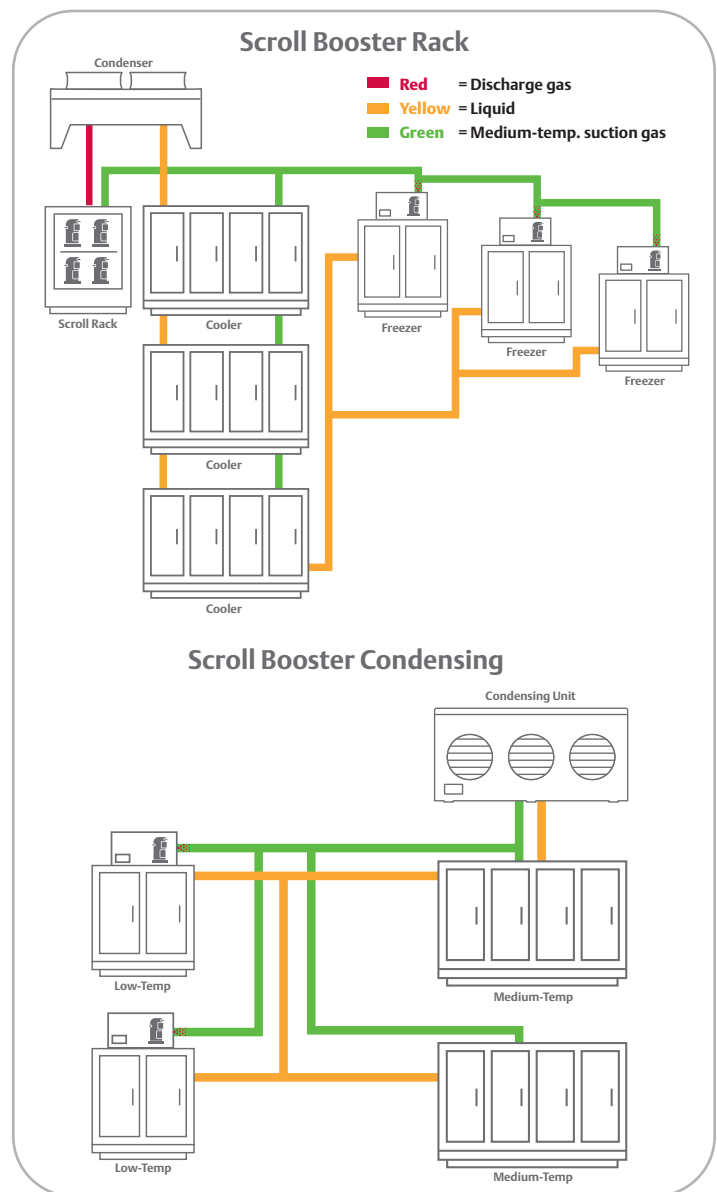 Scroll Booster Rack
Condenser
Red = Discharge gas
Yellow = Liquid
Green = Medium-temp. suction gas
Scroll Rack
Cooler
Freezer
Freezer
Freezer
Cooler
Cooler
Scroll Booster Condensing
Condensing Unit
Low-Temp
Medium-Temp
Low-Temp
Medium-Temp